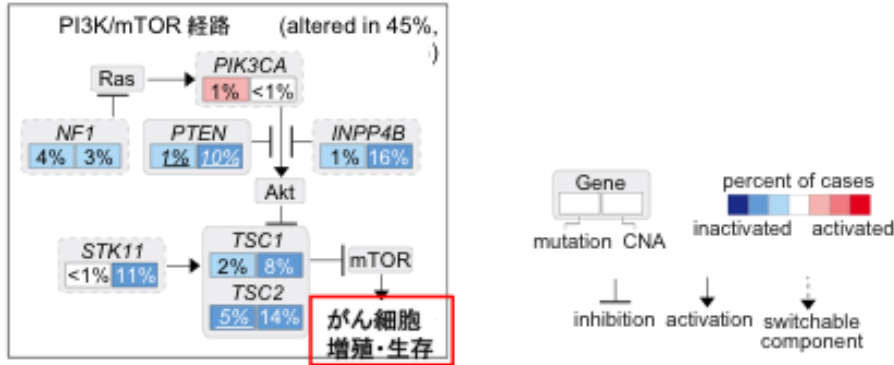 PI3K/mTOR 経路 (altered in 45%,
)
PIK3CA
Ras
1% <1%
NF1 PTEN INPP4B
4% 3% 1% 10% 1% 16%
Akt
STK11 TSC1
<1% 11% 2% 8% mTOR
TSC2
5% 14%
がん細胞
増殖・生存
Gene
mutation CNA
percent of cases
inactivated activated
inhibition activation switchable
component